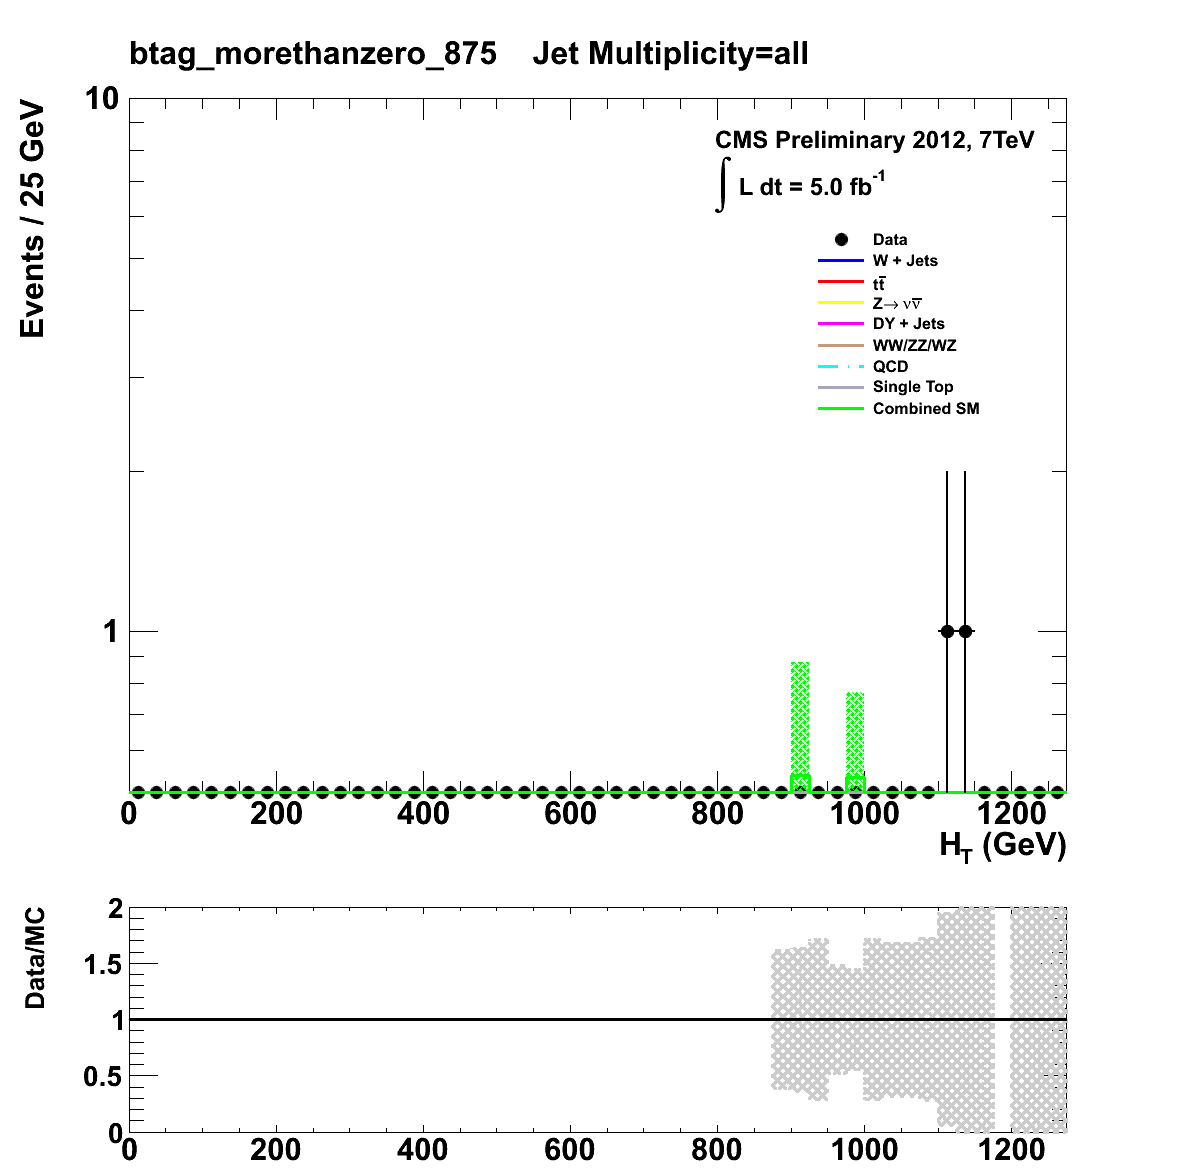 btag_morethanzero_875 Jet Multiplicity=all
10
Events / 25 GeV
CMS Preliminary 2012, 7TeV
∫ L dt = 5.0 fb⁻¹
Data
W + Jets
tt̅
Z→ νν̅
DY + Jets
WW/ZZ/WZ
QCD
Single Top
Combined SM
1
0 200 400 600 800 1000 1200
H_T (GeV)
Data/MC
2
1.5
1
0.5
0
0 200 400 600 800 1000 1200